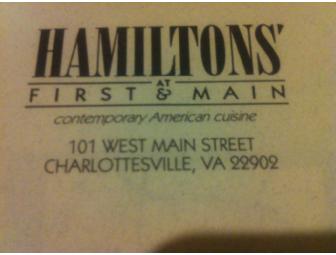 HAMILTONS'
AT
FIRST & MAIN
contemporary American cuisine
101 WEST MAIN STREET
CHARLOTTESVILLE, VA 22902